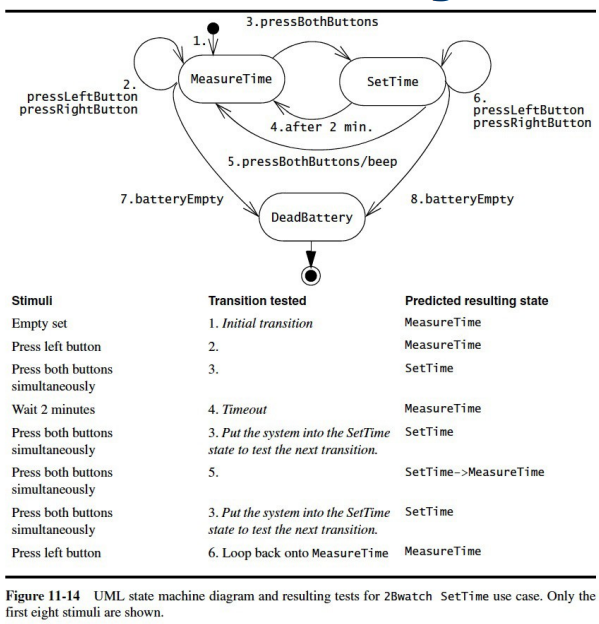 3.pressBothButtons
1.
MeasureTime
SetTime
2.
pressLeftButton
pressRightButton
6.
pressLeftButton
pressRightButton
4.after 2 min.
5.pressBothButtons/beep
7.batteryEmpty
8.batteryEmpty
DeadBattery
Stimuli Transition tested Predicted resulting state
Empty set 1. Initial transition MeasureTime
Press left button 2. MeasureTime
Press both buttons 3. SetTime
simultaneously
Wait 2 minutes 4. Timeout MeasureTime
Press both buttons 3. Put the system into the SetTime SetTime
simultaneously state to test the next transition.
Press both buttons 5. SetTime->MeasureTime
simultaneously
Press both buttons 3. Put the system into the SetTime SetTime
simultaneously state to test the next transition.
Press left button 6. Loop back onto MeasureTime MeasureTime
Figure 11-14 UML state machine diagram and resulting tests for 2Bwatch SetTime use case. Only the
first eight stimuli are shown.